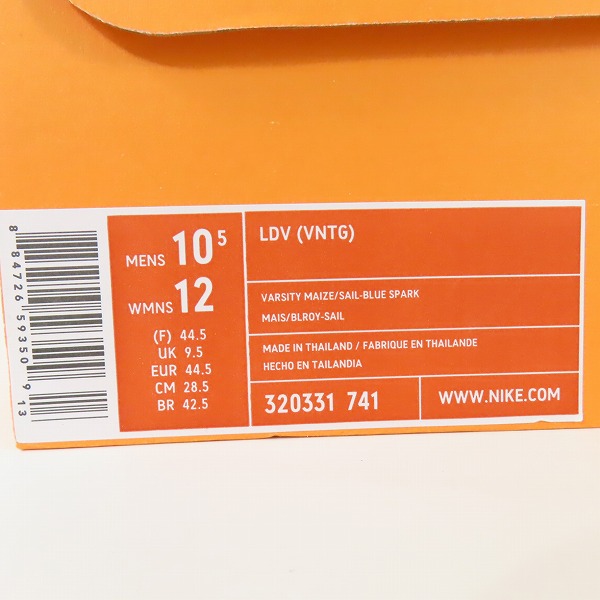 8 84726 59350 9 13
MENS 10 5
WMNS 12
(F) 44.5
UK 9.5
EUR 44.5
CM 28.5
BR 42.5
LDV (VNTG)
VARSITY MAIZE/SAIL-BLUE SPARK
MAIS/BLROY-SAIL
MADE IN THAILAND / FABRIQUE EN THAILANDE
HECHO EN TAILANDIA
320331 741
WWW.NIKE.COM